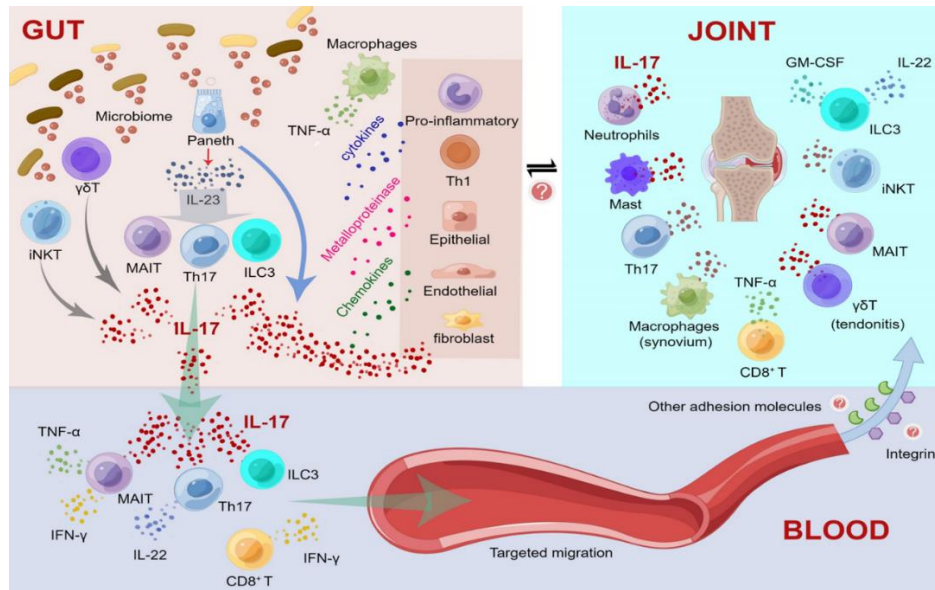 GUT
Microbiome
Paneth
γδT
iNKT
IL-23
MAIT
Th17
ILC3
IL-17
Macrophages
TNF-α
cytokines
Metalloproteinase
Chemokines
Pro-inflammatory
Th1
Epithelial
Endothelial
fibroblast
?
JOINT
IL-17
Neutrophils
Mast
Th17
Macrophages
(synovium)
TNF-α
CD8⁺ T
GM-CSF
IL-22
ILC3
iNKT
MAIT
γδT
(tendonitis)
TNF-α
IL-17
MAIT
ILC3
Th17
IFN-γ
IL-22
CD8⁺ T
IFN-γ
Targeted migration
Other adhesion molecules
?
?
Integrin
BLOOD